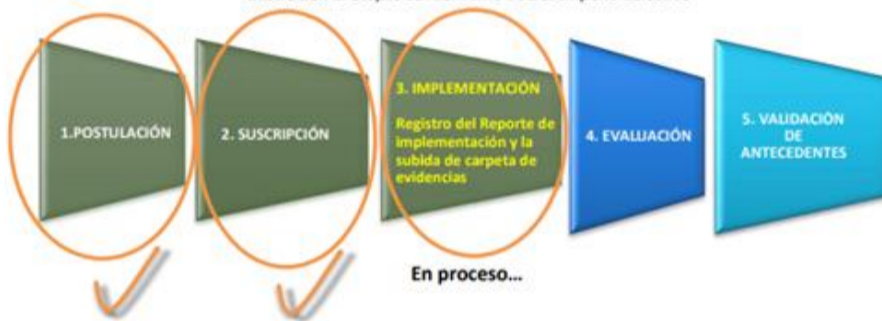 1.POSTULACIÓN
2. SUSCRIPCIÓN
3. IMPLEMENTACIÓN
Registro del Reporte de
implementación y la
subida de carpeta de
evidencias
4. EVALUACIÓN
5. VALIDACIÓN
DE
ANTECEDENTES
En proceso...